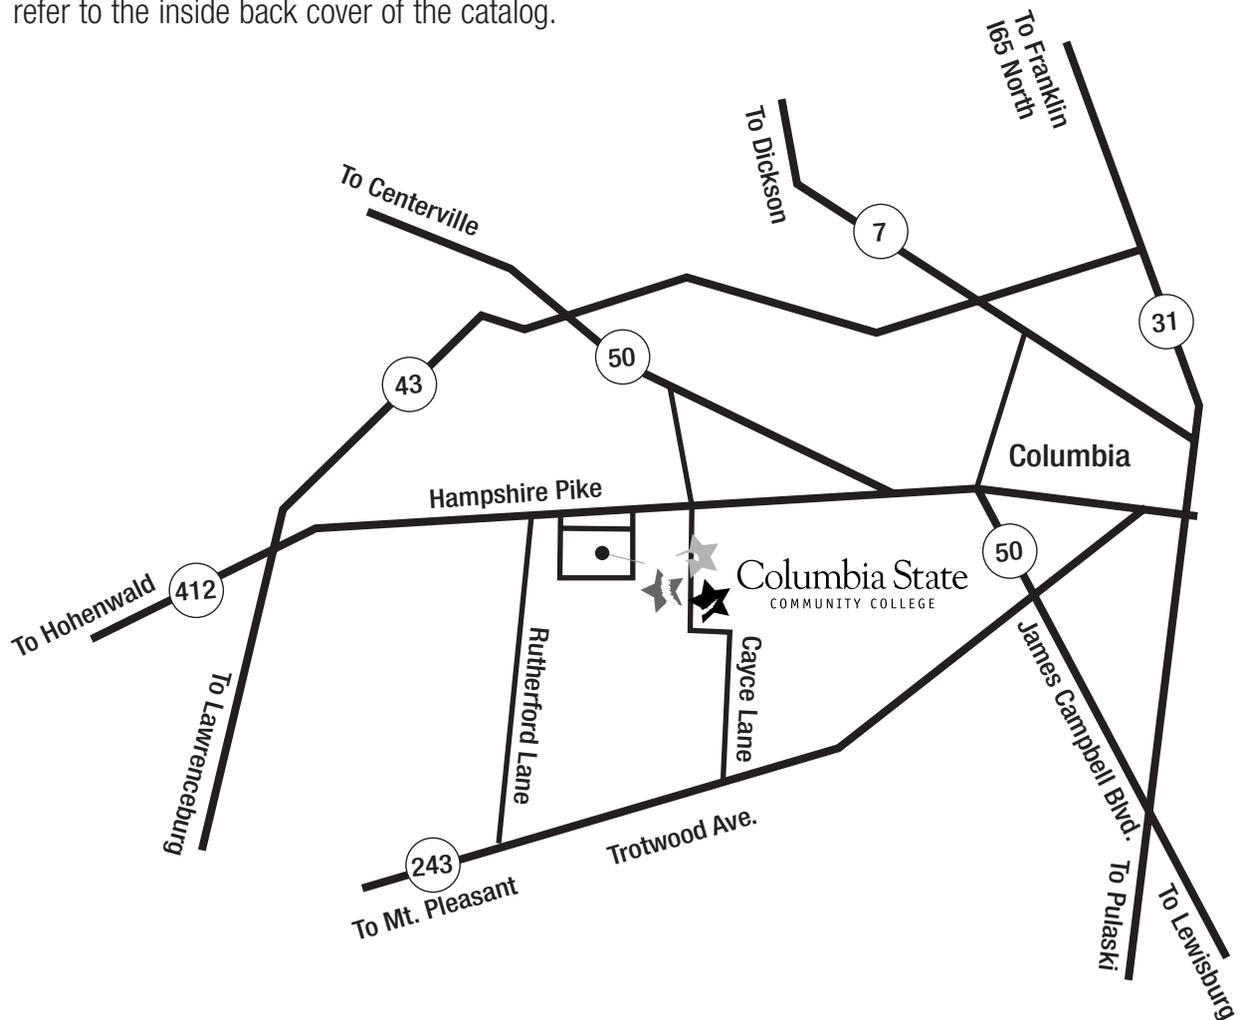 refer to the inside back cover of the catalog.
To Franklin
I65 North
To Dickson
To Centerville
7
31
50
43
Columbia
Hampshire Pike
50
412
To Hohenwald
Columbia State
COMMUNITY COLLEGE
Rutherford Lane
Cayce Lane
James Campbell Blvd.
To Lawrenceburg
Trotwood Ave.
243
To Mt. Pleasant
To Pulaski
To Lewisburg